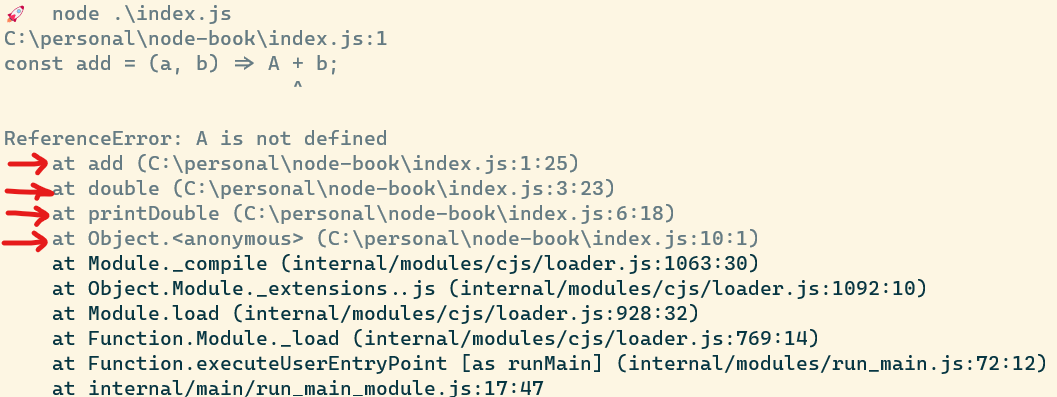 🚀 node .\index.js
C:\personal\node-book\index.js:1
const add = (a, b) => A + b;
^
ReferenceError: A is not defined
at add (C:\personal\node-book\index.js:1:25)
at double (C:\personal\node-book\index.js:3:23)
at printDouble (C:\personal\node-book\index.js:6:18)
at Object.<anonymous> (C:\personal\node-book\index.js:10:1)
at Module._compile (internal/modules/cjs/loader.js:1063:30)
at Object.Module._extensions..js (internal/modules/cjs/loader.js:1092:10)
at Module.load (internal/modules/cjs/loader.js:928:32)
at Function.Module._load (internal/modules/cjs/loader.js:769:14)
at Function.executeUserEntryPoint [as runMain] (internal/modules/run_main.js:72:12)
at internal/main/run_main_module.js:17:47